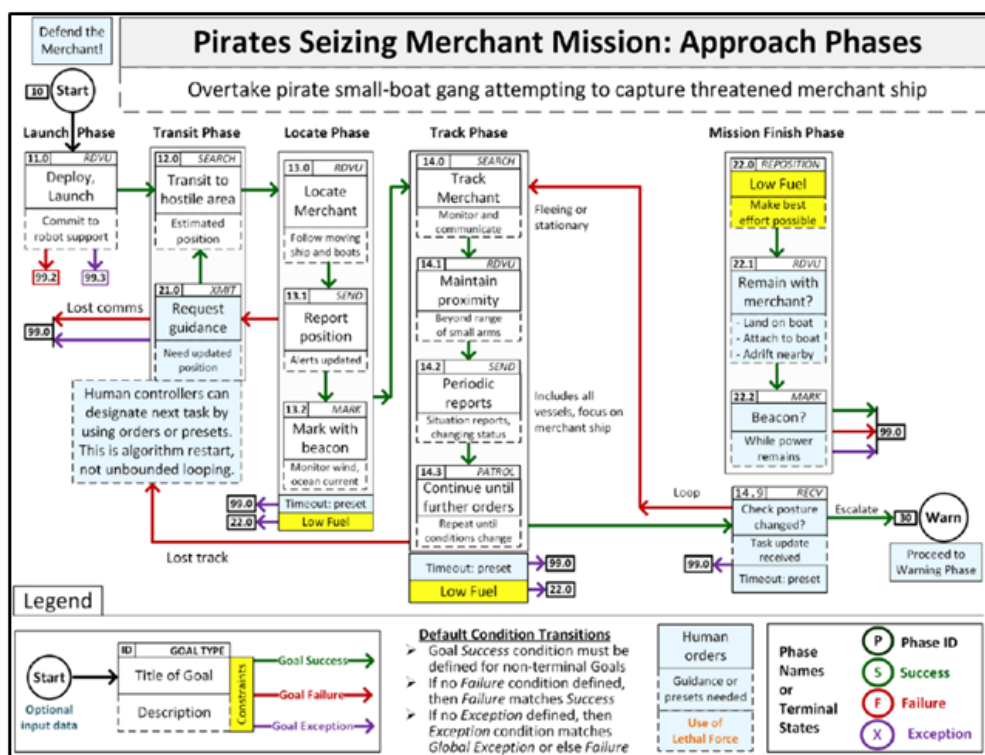 Defend the
Merchant!
Pirates Seizing Merchant Mission: Approach Phases
Overtake pirate small-boat gang attempting to capture threatened merchant ship
10
Start
Launch Phase
Transit Phase
Locate Phase
Track Phase
Mission Finish Phase
11.0 RDVU
Deploy,
Launch
Commit to
robot support
99.2
99.3
12.0 SEARCH
Transit to
hostile area
Estimated
position
21.0 XMIT
Request
guidance
Need updated
position
Lost comms
99.0
Human controllers can
designate next task by
using orders or presets.
This is algorithm restart,
not unbounded looping.
13.0 RDVU
Locate
Merchant
Follow moving
ship and boats
13.1 SEND
Report
position
Alerts updated
13.2 MARK
Mark with
beacon
Monitor wind,
ocean current
Timeout: preset
Low Fuel
99.0
22.0
Lost track
14.0 SEARCH
Track
Merchant
Monitor and
communicate
14.1 RDVU
Maintain
proximity
Beyond range
of small arms
14.2 SEND
Periodic
reports
Situation reports,
changing status
14.3 PATROL
Continue until
further orders
Repeat until
conditions change
Timeout: preset
Low Fuel
99.0
22.0
Fleeing or
stationary
Includes all
vessels, focus on
merchant ship
Loop
22.0 REPOSITION
Low Fuel
Make best
effort possible
22.1 RDVU
Remain with
merchant?
- Land on boat
- Attach to boat
- Adrift nearby
22.2 MARK
Beacon?
While power
remains
99.0
14.9 RECV
Check posture
changed?
Task update
received
Timeout: preset
99.0
Escalate
30
Warn
Proceed to
Warning Phase
Legend
Start
Optional
input data
ID GOAL TYPE
Title of Goal
Description
Constraints
Goal Success
Goal Failure
Goal Exception
Default Condition Transitions
➢ Goal Success condition must be
defined for non-terminal Goals
➢ If no Failure condition defined,
then Failure matches Success
➢ If no Exception defined, then
Exception condition matches
Global Exception or else Failure
Human
orders
Guidance or
presets needed
Use of
Lethal Force
Phase
Names
or
Terminal
States
P Phase ID
S Success
F Failure
X Exception